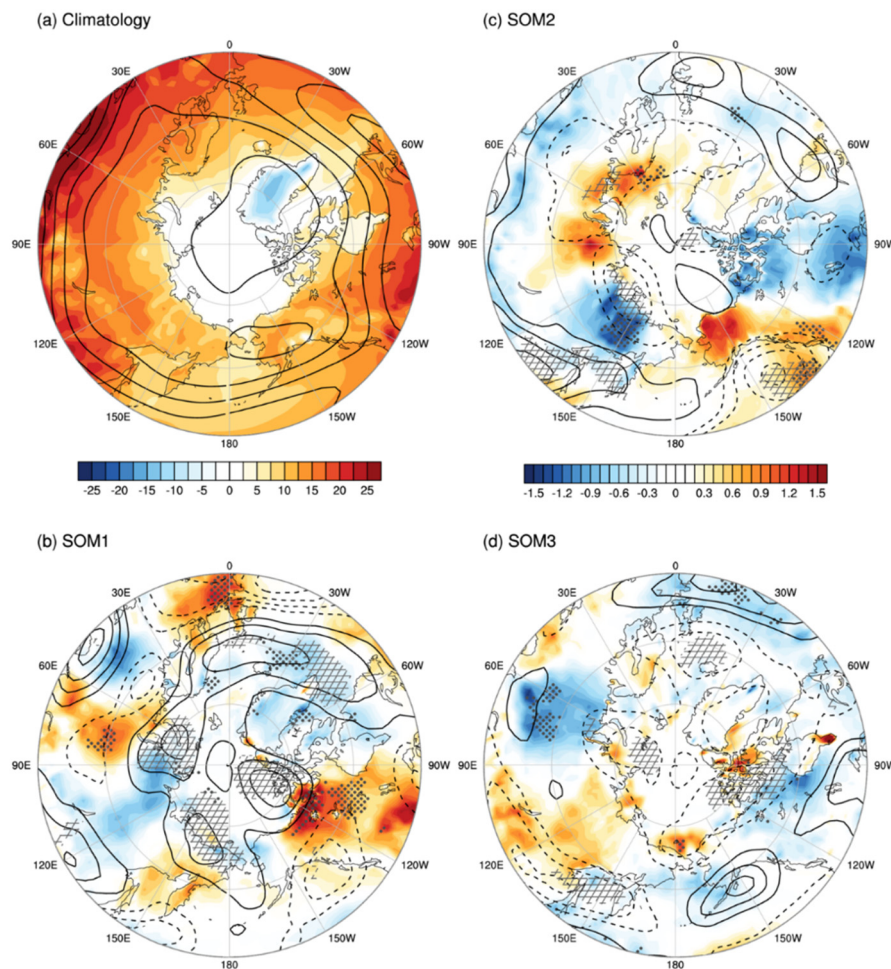 (a) Climatology
0
30E
30W
60E
90E
90W
120E
120W
150E
150W
180
-25 -20 -15 -10 -5 0 5 10 15 20 25
(c) SOM2
0
30E
30W
60E
60W
90E
90W
120E
120W
150E
150W
180
-1.5 -1.2 -0.9 -0.6 -0.3 0 0.3 0.6 0.9 1.2 1.5
(b) SOM1
0
30E
30W
60E
60W
90E
90W
120E
120W
150E
150W
180
(d) SOM3
0
30E
30W
60E
60W
90E
90W
120E
120W
150E
150W
180